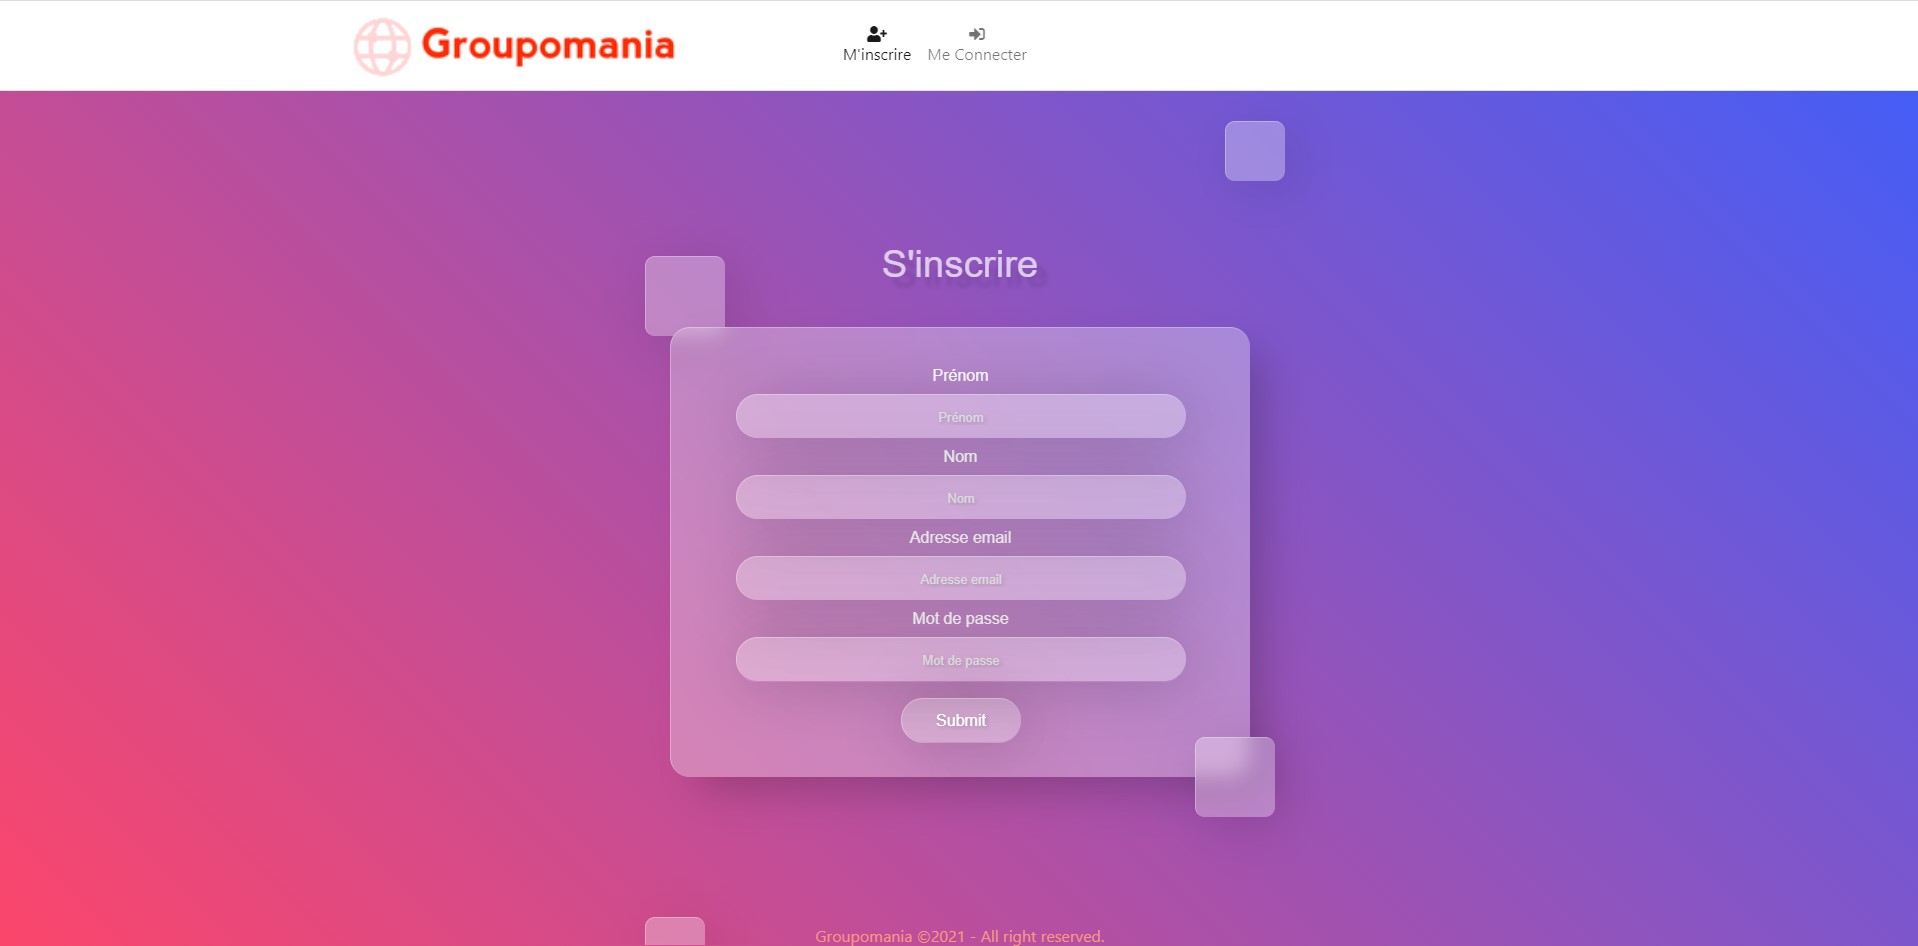 Groupomania
M'inscrire
Me Connecter
S'inscrire
Prénom
Prénom
Nom
Nom
Adresse email
Adresse email
Mot de passe
Mot de passe
Submit
Groupomania ©2021 - All right reserved.